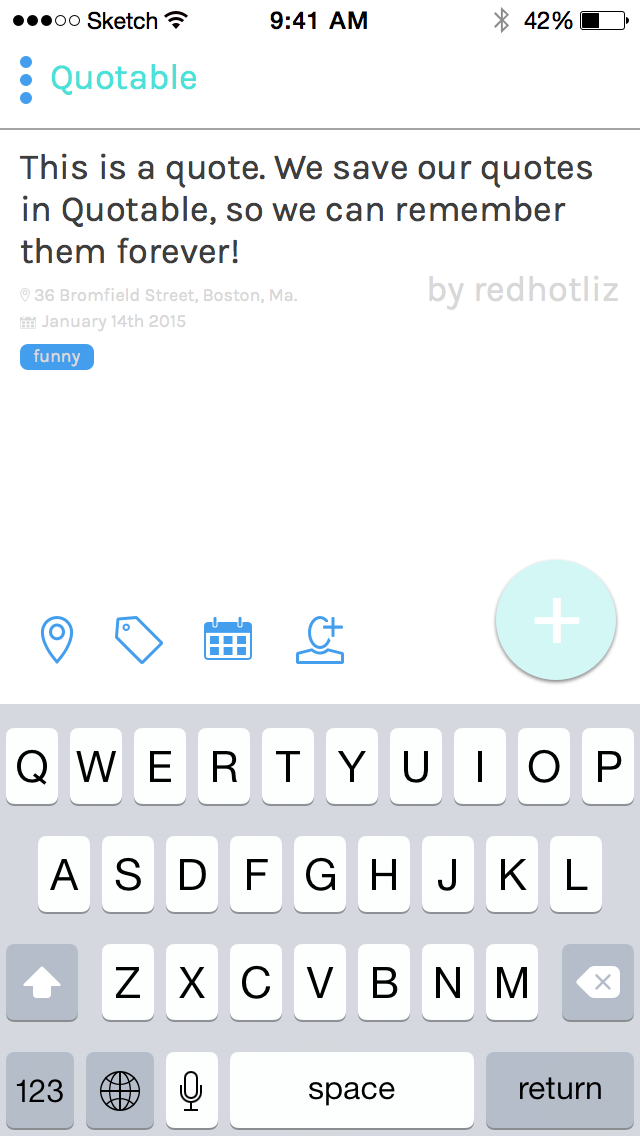 Sketch 9:41 AM 42%
Quotable
This is a quote. We save our quotes
in Quotable, so we can remember
them forever!
36 Bromfield Street, Boston, Ma.
by redhotliz
January 14th 2015
funny
Q W E R T Y U I O P
A S D F G H J K L
Z X C V B N M
123 space return